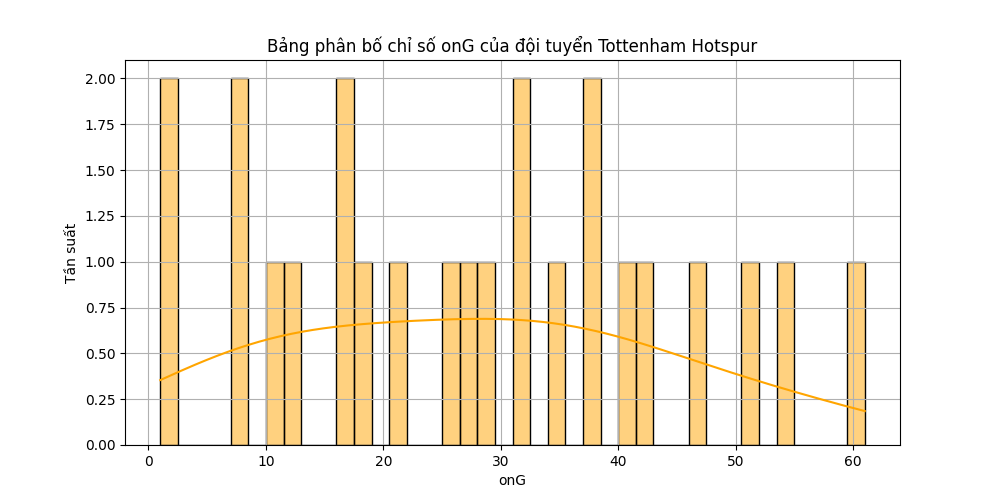 Bảng phân bố chỉ số onG của đội tuyển Tottenham Hotspur
Tần suất
2.00
1.75
1.50
1.25
1.00
0.75
0.50
0.25
0.00
0 10 20 30 40 50 60
onG